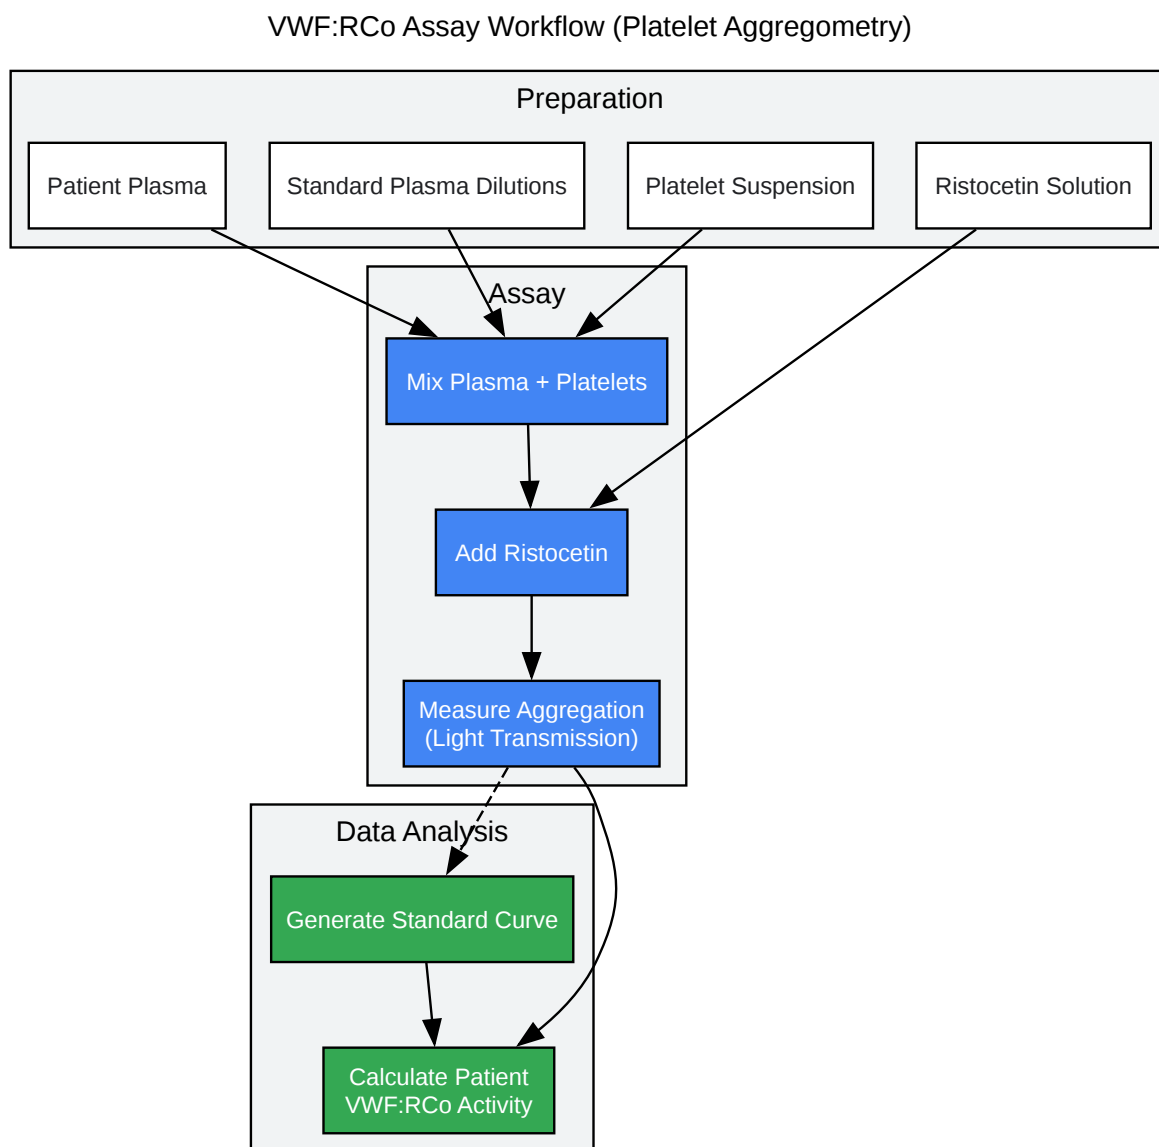 VWF:RCo Assay Workflow (Platelet Aggregometry)
Preparation
Patient Plasma
Standard Plasma Dilutions
Platelet Suspension
Ristocetin Solution
Assay
Mix Plasma + Platelets
Add Ristocetin
Measure Aggregation
(Light Transmission)
Data Analysis
Generate Standard Curve
Calculate Patient
VWF:RCo Activity